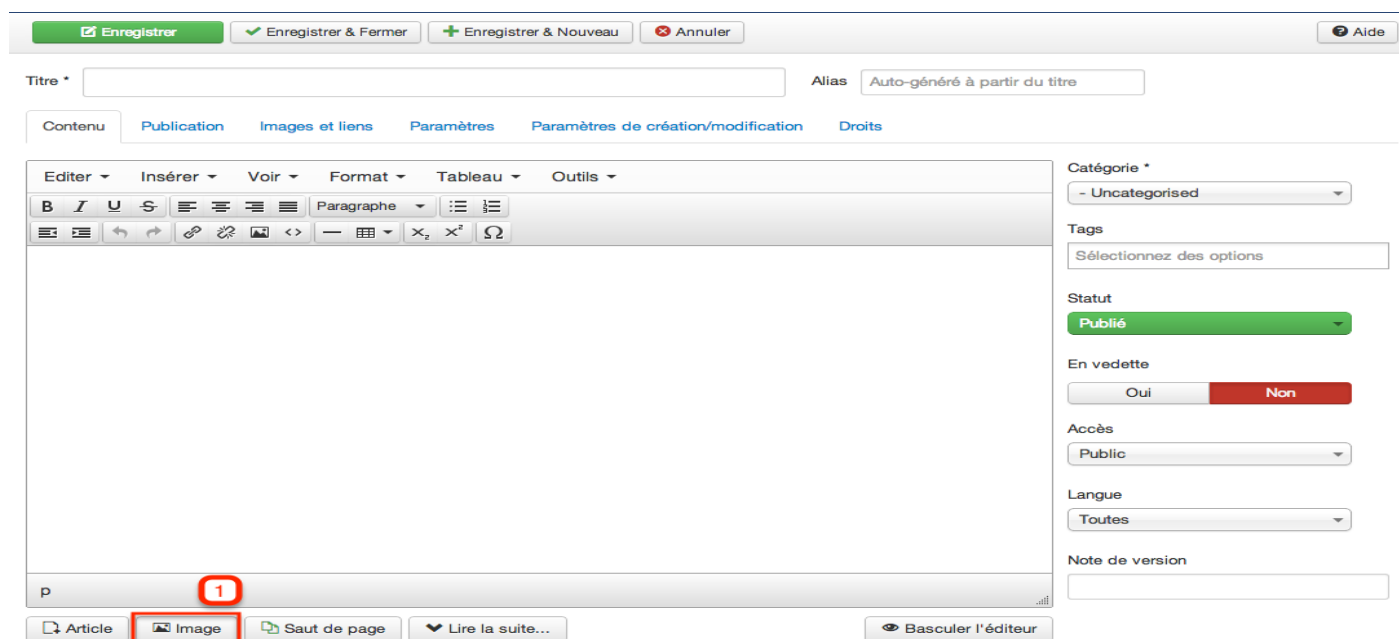 Enregistrer Enregistrer & Fermer Enregistrer & Nouveau Annuler Aide
Titre * Alias Auto-généré à partir du titre
Contenu Publication Images et liens Paramètres Paramètres de création/modification Droits
Editer Insérer Voir Format Tableau Outils
B I U S Paragraphe
X₂ X² Ω
p
1
Article Image Saut de page Lire la suite... Basculer l'éditeur
Catégorie *
- Uncategorised
Tags
Sélectionnez des options
Statut
Publié
En vedette
Oui Non
Accès
Public
Langue
Toutes
Note de version